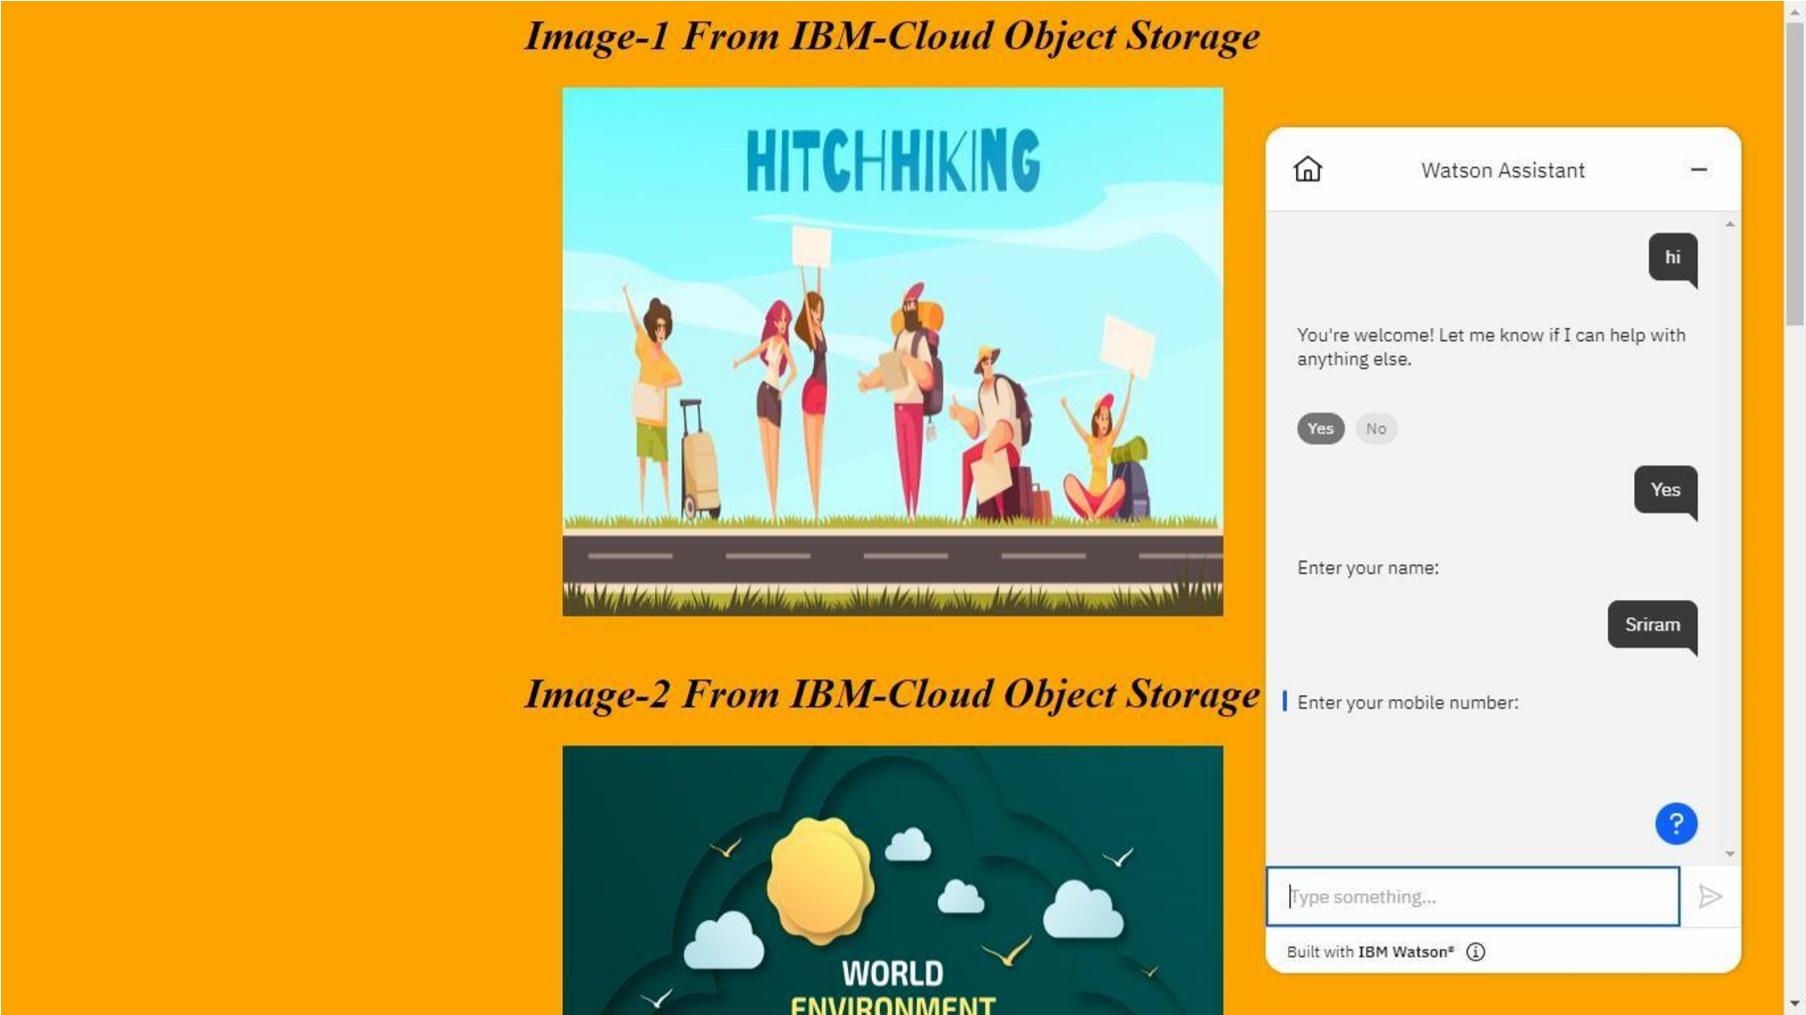 Image-1 From IBM-Cloud Object Storage
HITCHHIKING
Image-2 From IBM-Cloud Object Storage
WORLD
ENVIRONMENT
Watson Assistant
hi
You're welcome! Let me know if I can help with
anything else.
Yes No
Yes
Enter your name:
Sriram
Enter your mobile number:
?
Type something...
Built with IBM Watson®